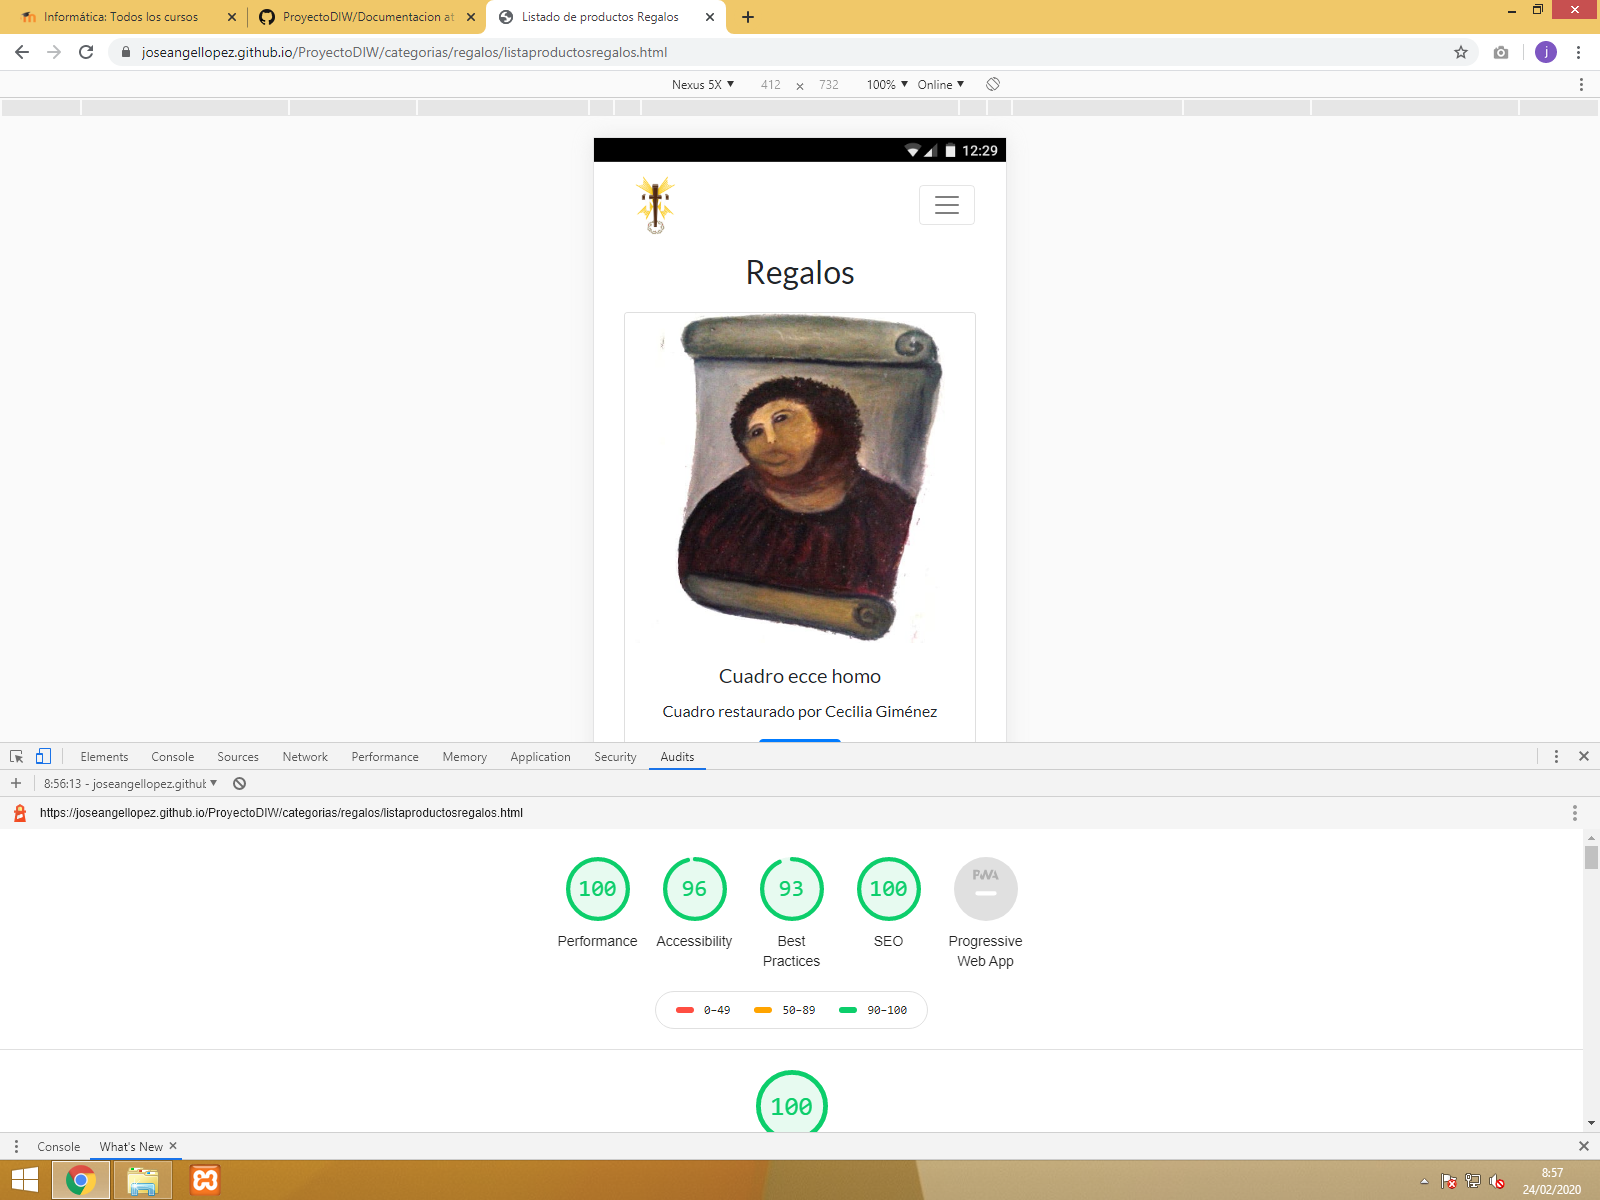 Informática: Todos los cursos
ProyectoDIW/Documentacion at
Listado de productos Regalos
joseangellopez.github.io/ProyectoDIW/categorias/regalos/listaproductosregalos.html
j
Nexus 5X 412 x 732 100% Online
12:29
Regalos
Cuadro ecce homo
Cuadro restaurado por Cecilia Giménez
Elements Console Sources Network Performance Memory Application Security Audits
8:56:13 - joseangellopez.github
https://joseangellopez.github.io/ProyectoDIW/categorias/regalos/listaproductosregalos.html
100 96 93 100 PWA
Performance Accessibility Best Practices SEO Progressive Web App
0–49 50–89 90–100
100
Console What's New
8:57
24/02/2020